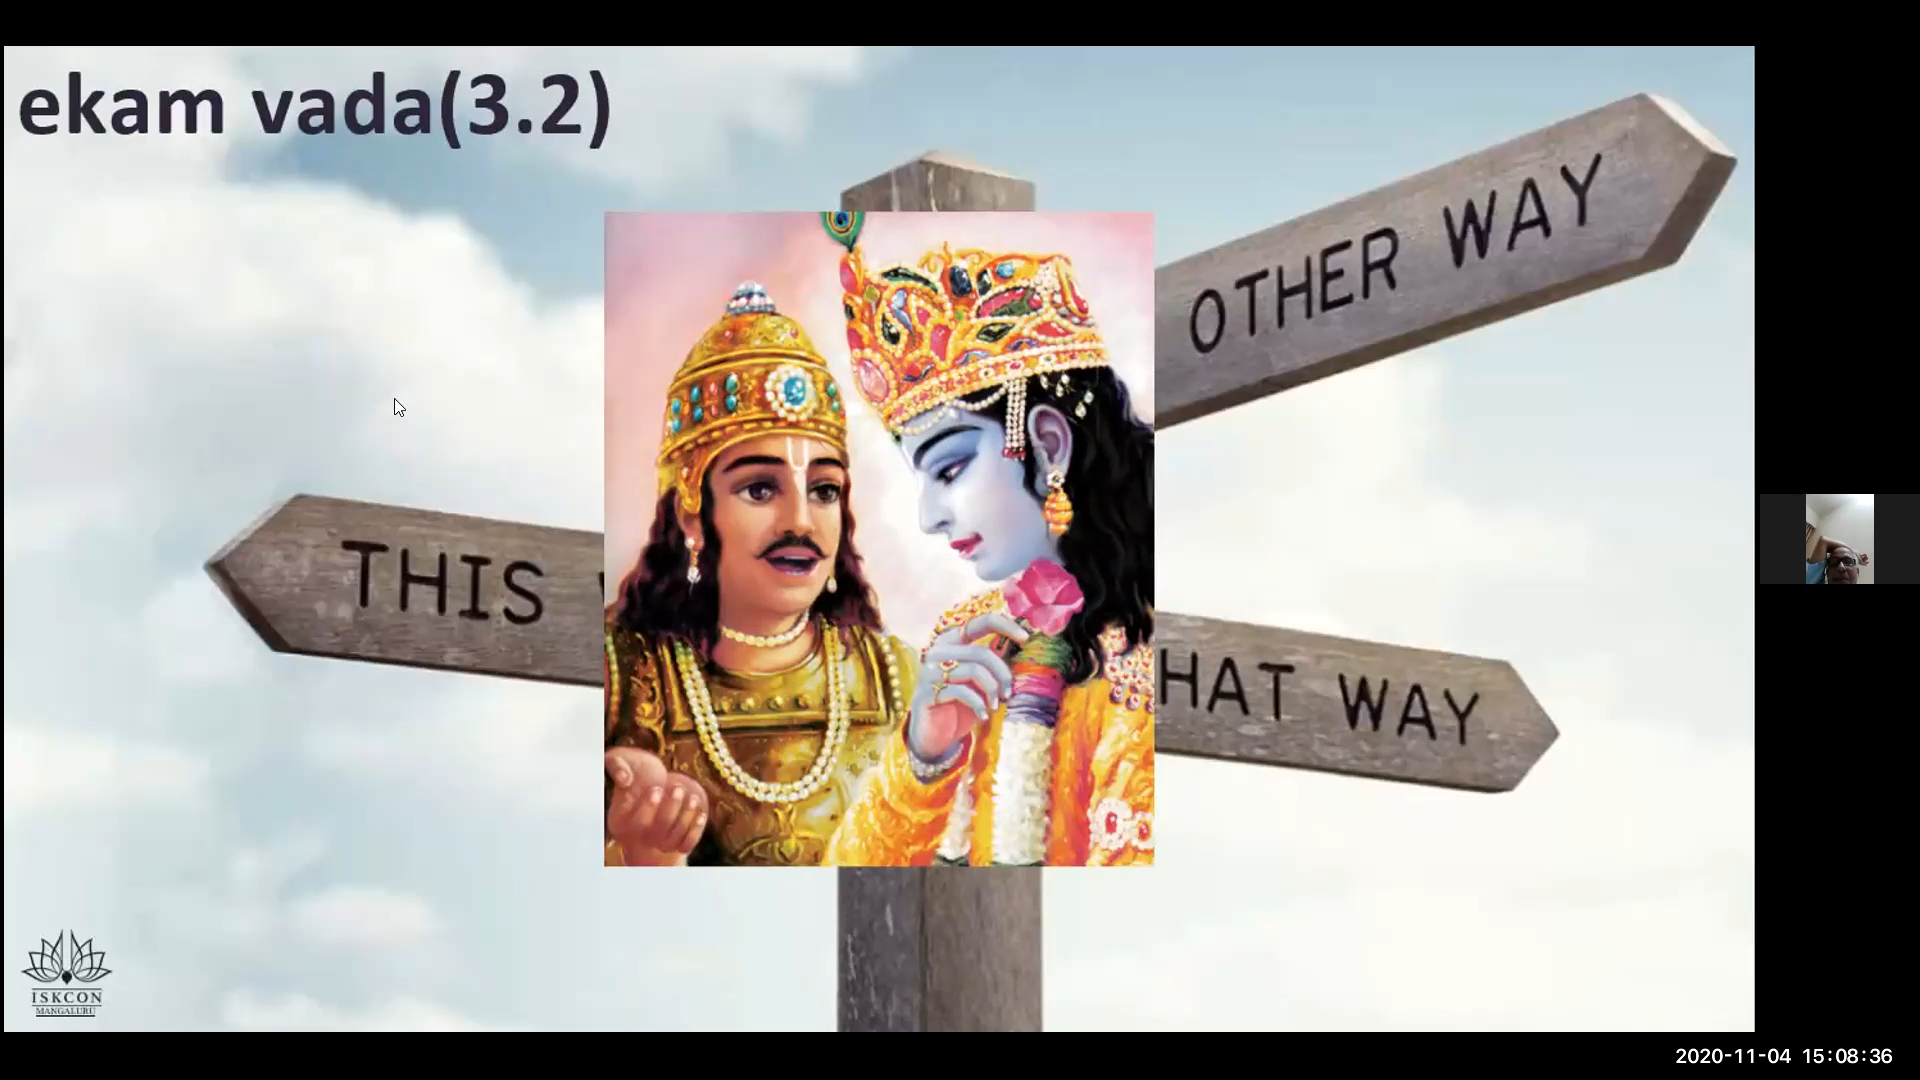 ekam vada(3.2)
OTHER WAY
THIS
HAT WAY
ISKCON
MANGALURU
2020-11-04 15:08:36